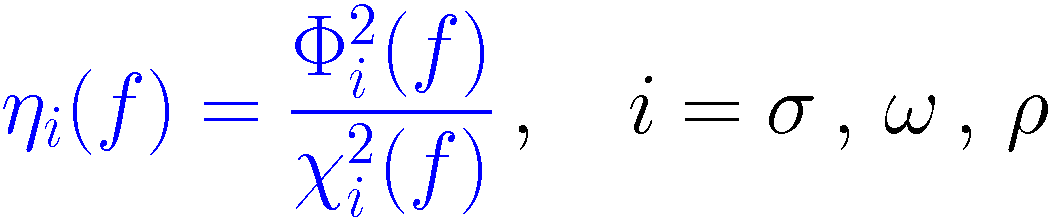 η_i(f) = Φ_i^2(f) / χ_i^2(f) , i = σ , ω , ρ